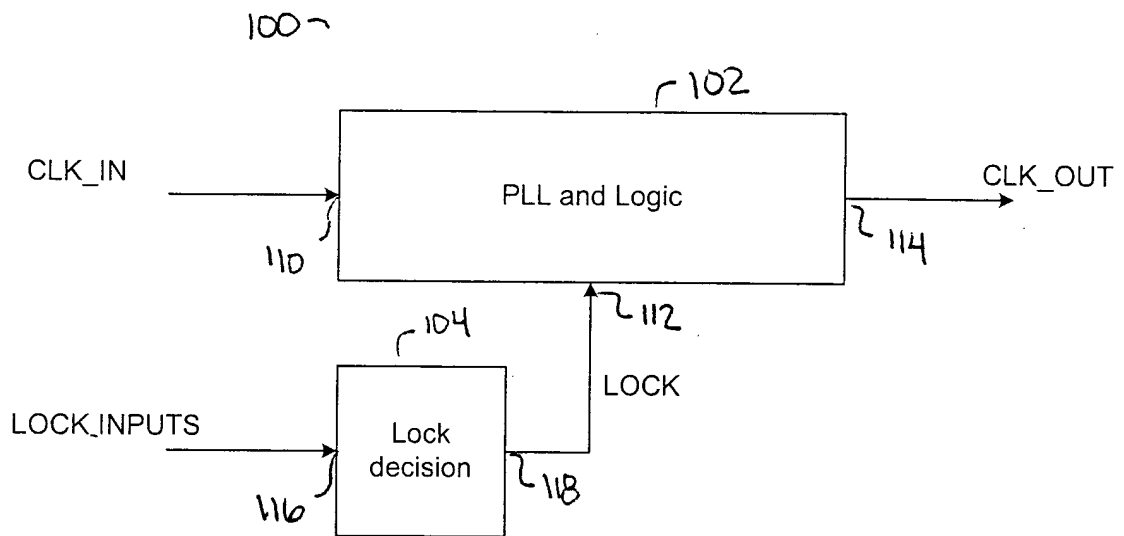 100
102
CLK_IN
PLL and Logic
CLK_OUT
110
114
112
104
LOCK
LOCK_INPUTS
Lock
decision
116
118